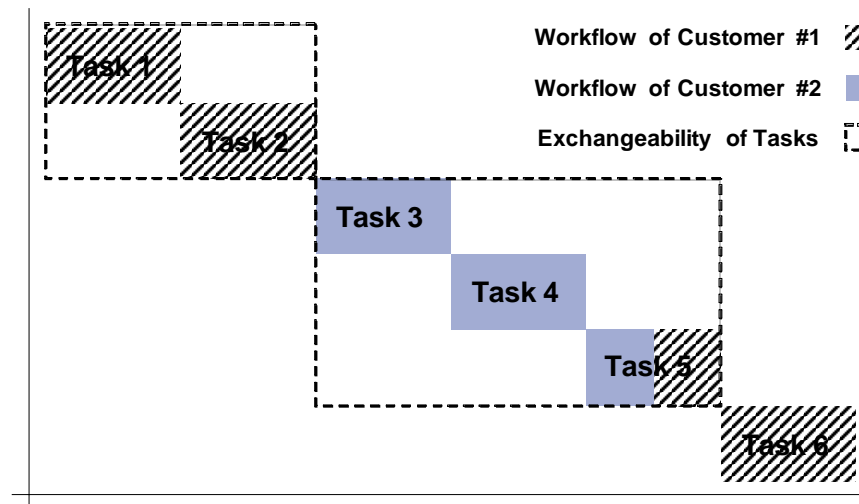 Workflow of Customer #1
Task 1
Workflow of Customer #2
Task 2
Exchangeability of Tasks
Task 3
Task 4
Task 5
Task 6